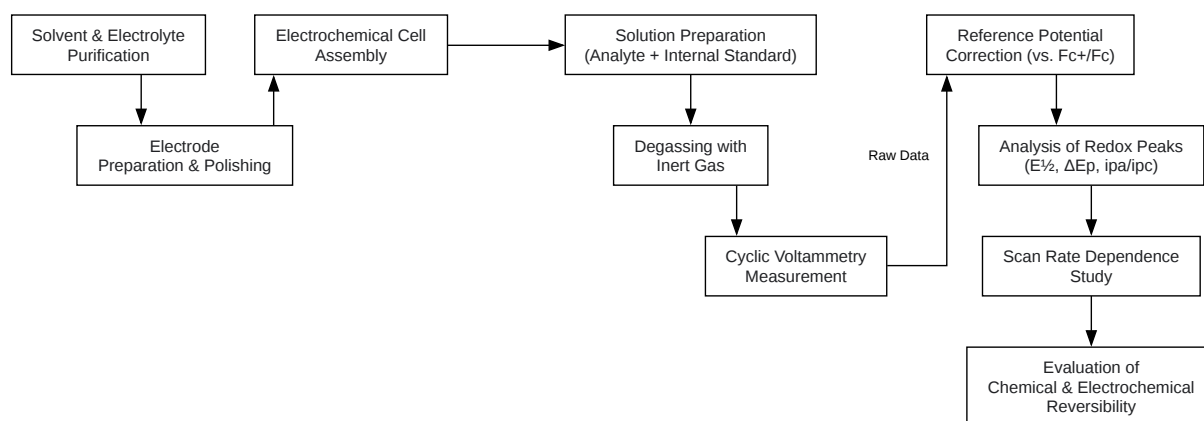 Solvent & Electrolyte
Purification
Electrode
Preparation & Polishing
Electrochemical Cell
Assembly
Solution Preparation
(Analyte + Internal Standard)
Degassing with
Inert Gas
Cyclic Voltammetry
Measurement
Raw Data
Reference Potential
Correction (vs. Fc+/Fc)
Analysis of Redox Peaks
(E½, ΔEp, ipa/ipc)
Scan Rate Dependence
Study
Evaluation of
Chemical & Electrochemical
Reversibility